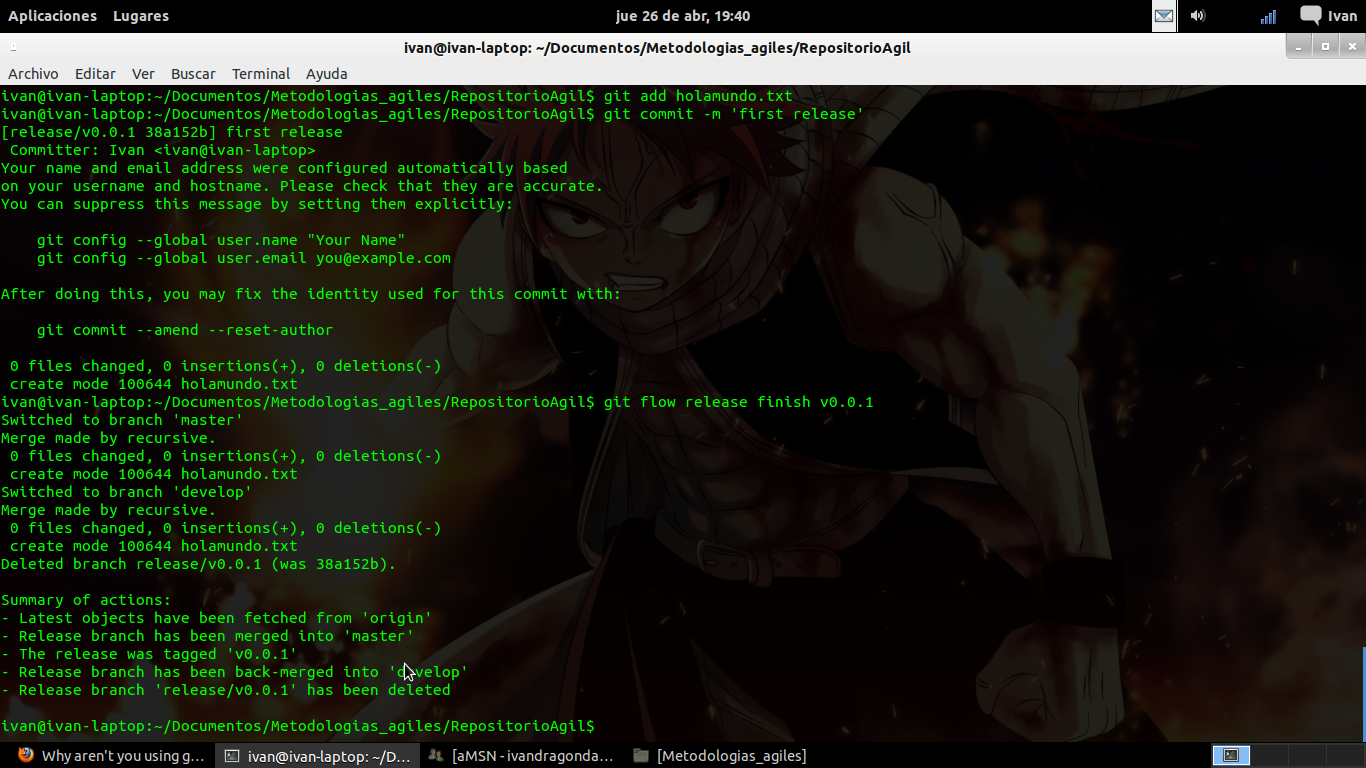 Aplicaciones Lugares jue 26 de abr, 19:40 Ivan
ivan@ivan-laptop: ~/Documentos/Metodologias_agiles/RepositorioAgil
Archivo Editar Ver Buscar Terminal Ayuda
ivan@ivan-laptop:~/Documentos/Metodologias_agiles/RepositorioAgil$ git add holamundo.txt
ivan@ivan-laptop:~/Documentos/Metodologias_agiles/RepositorioAgil$ git commit -m 'first release'
[release/v0.0.1 38a152b] first release
 Committer: Ivan <ivan@ivan-laptop>
Your name and email address were configured automatically based
on your username and hostname. Please check that they are accurate.
You can suppress this message by setting them explicitly:

    git config --global user.name "Your Name"
    git config --global user.email you@example.com

After doing this, you may fix the identity used for this commit with:

    git commit --amend --reset-author

 0 files changed, 0 insertions(+), 0 deletions(-)
 create mode 100644 holamundo.txt
ivan@ivan-laptop:~/Documentos/Metodologias_agiles/RepositorioAgil$ git flow release finish v0.0.1
Switched to branch 'master'
Merge made by recursive.
 0 files changed, 0 insertions(+), 0 deletions(-)
 create mode 100644 holamundo.txt
Switched to branch 'develop'
Merge made by recursive.
 0 files changed, 0 insertions(+), 0 deletions(-)
 create mode 100644 holamundo.txt
Deleted branch release/v0.0.1 (was 38a152b).

Summary of actions:
- Latest objects have been fetched from 'origin'
- Release branch has been merged into 'master'
- The release was tagged 'v0.0.1'
- Release branch has been back-merged into 'develop'
- Release branch 'release/v0.0.1' has been deleted

ivan@ivan-laptop:~/Documentos/Metodologias_agiles/RepositorioAgil$
Why aren't you using g... ivan@ivan-laptop: ~/D... [aMSN - ivandragonda... [Metodologias_agiles]